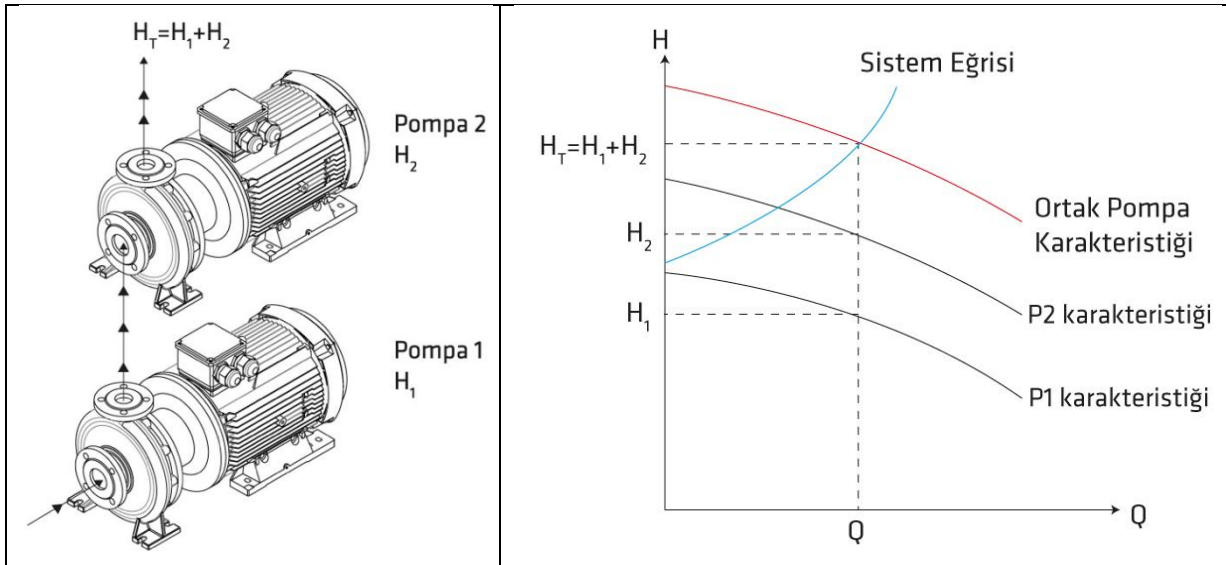 H_T=H_1+H_2
Pompa 2
H_2
Pompa 1
H_1
H
Sistem Eğrisi
H_T=H_1+H_2
Ortak Pompa
Karakteristiği
H_2
P2 karakteristiği
H_1
P1 karakteristiği
Q
Q